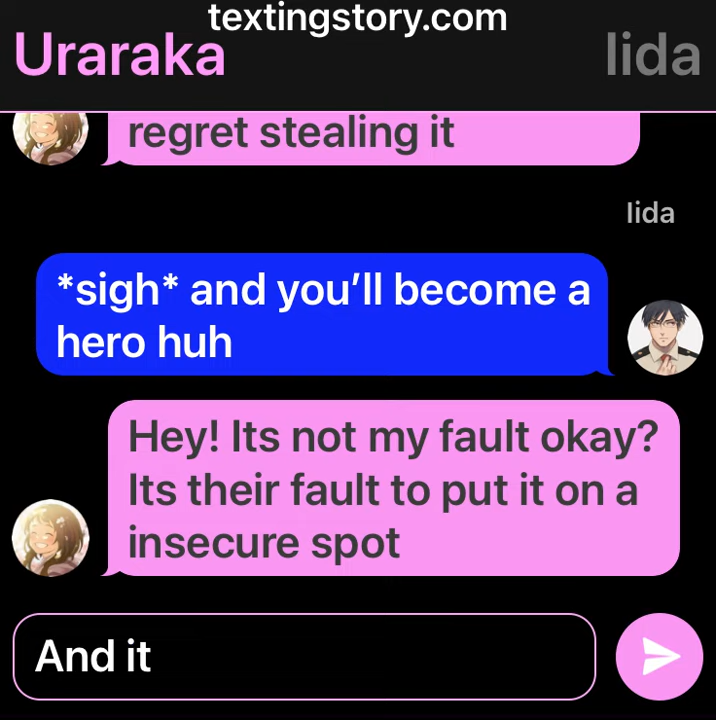 textingstory.com
Uraraka
Iida
regret stealing it
Iida
*sigh* and you’ll become a
hero huh
Hey! Its not my fault okay?
Its their fault to put it on a
insecure spot
And it